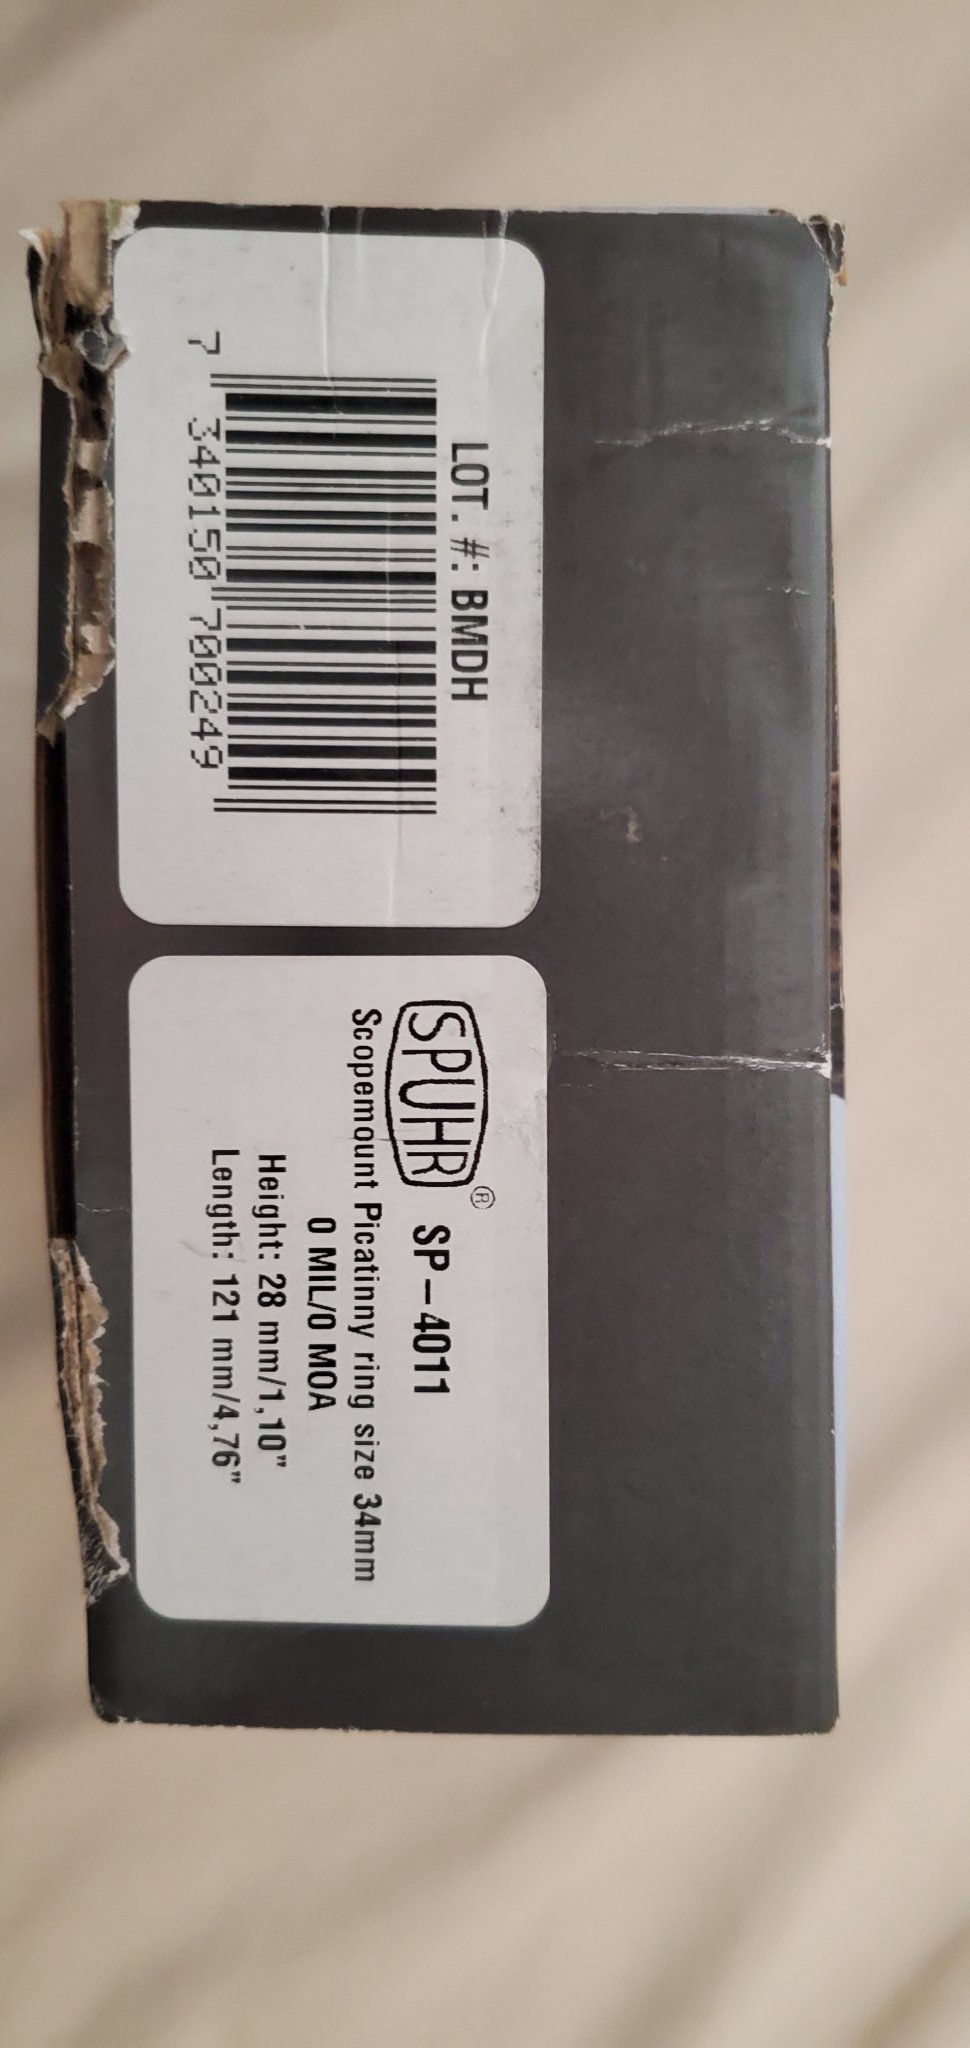 LOT. #: BMDH
7 340150 700249
SPUHR® SP-4011
Scopemount Picatinny ring size 34mm
0 MIL/0 MOA
Height: 28 mm/1,10"
Length: 121 mm/4,76"